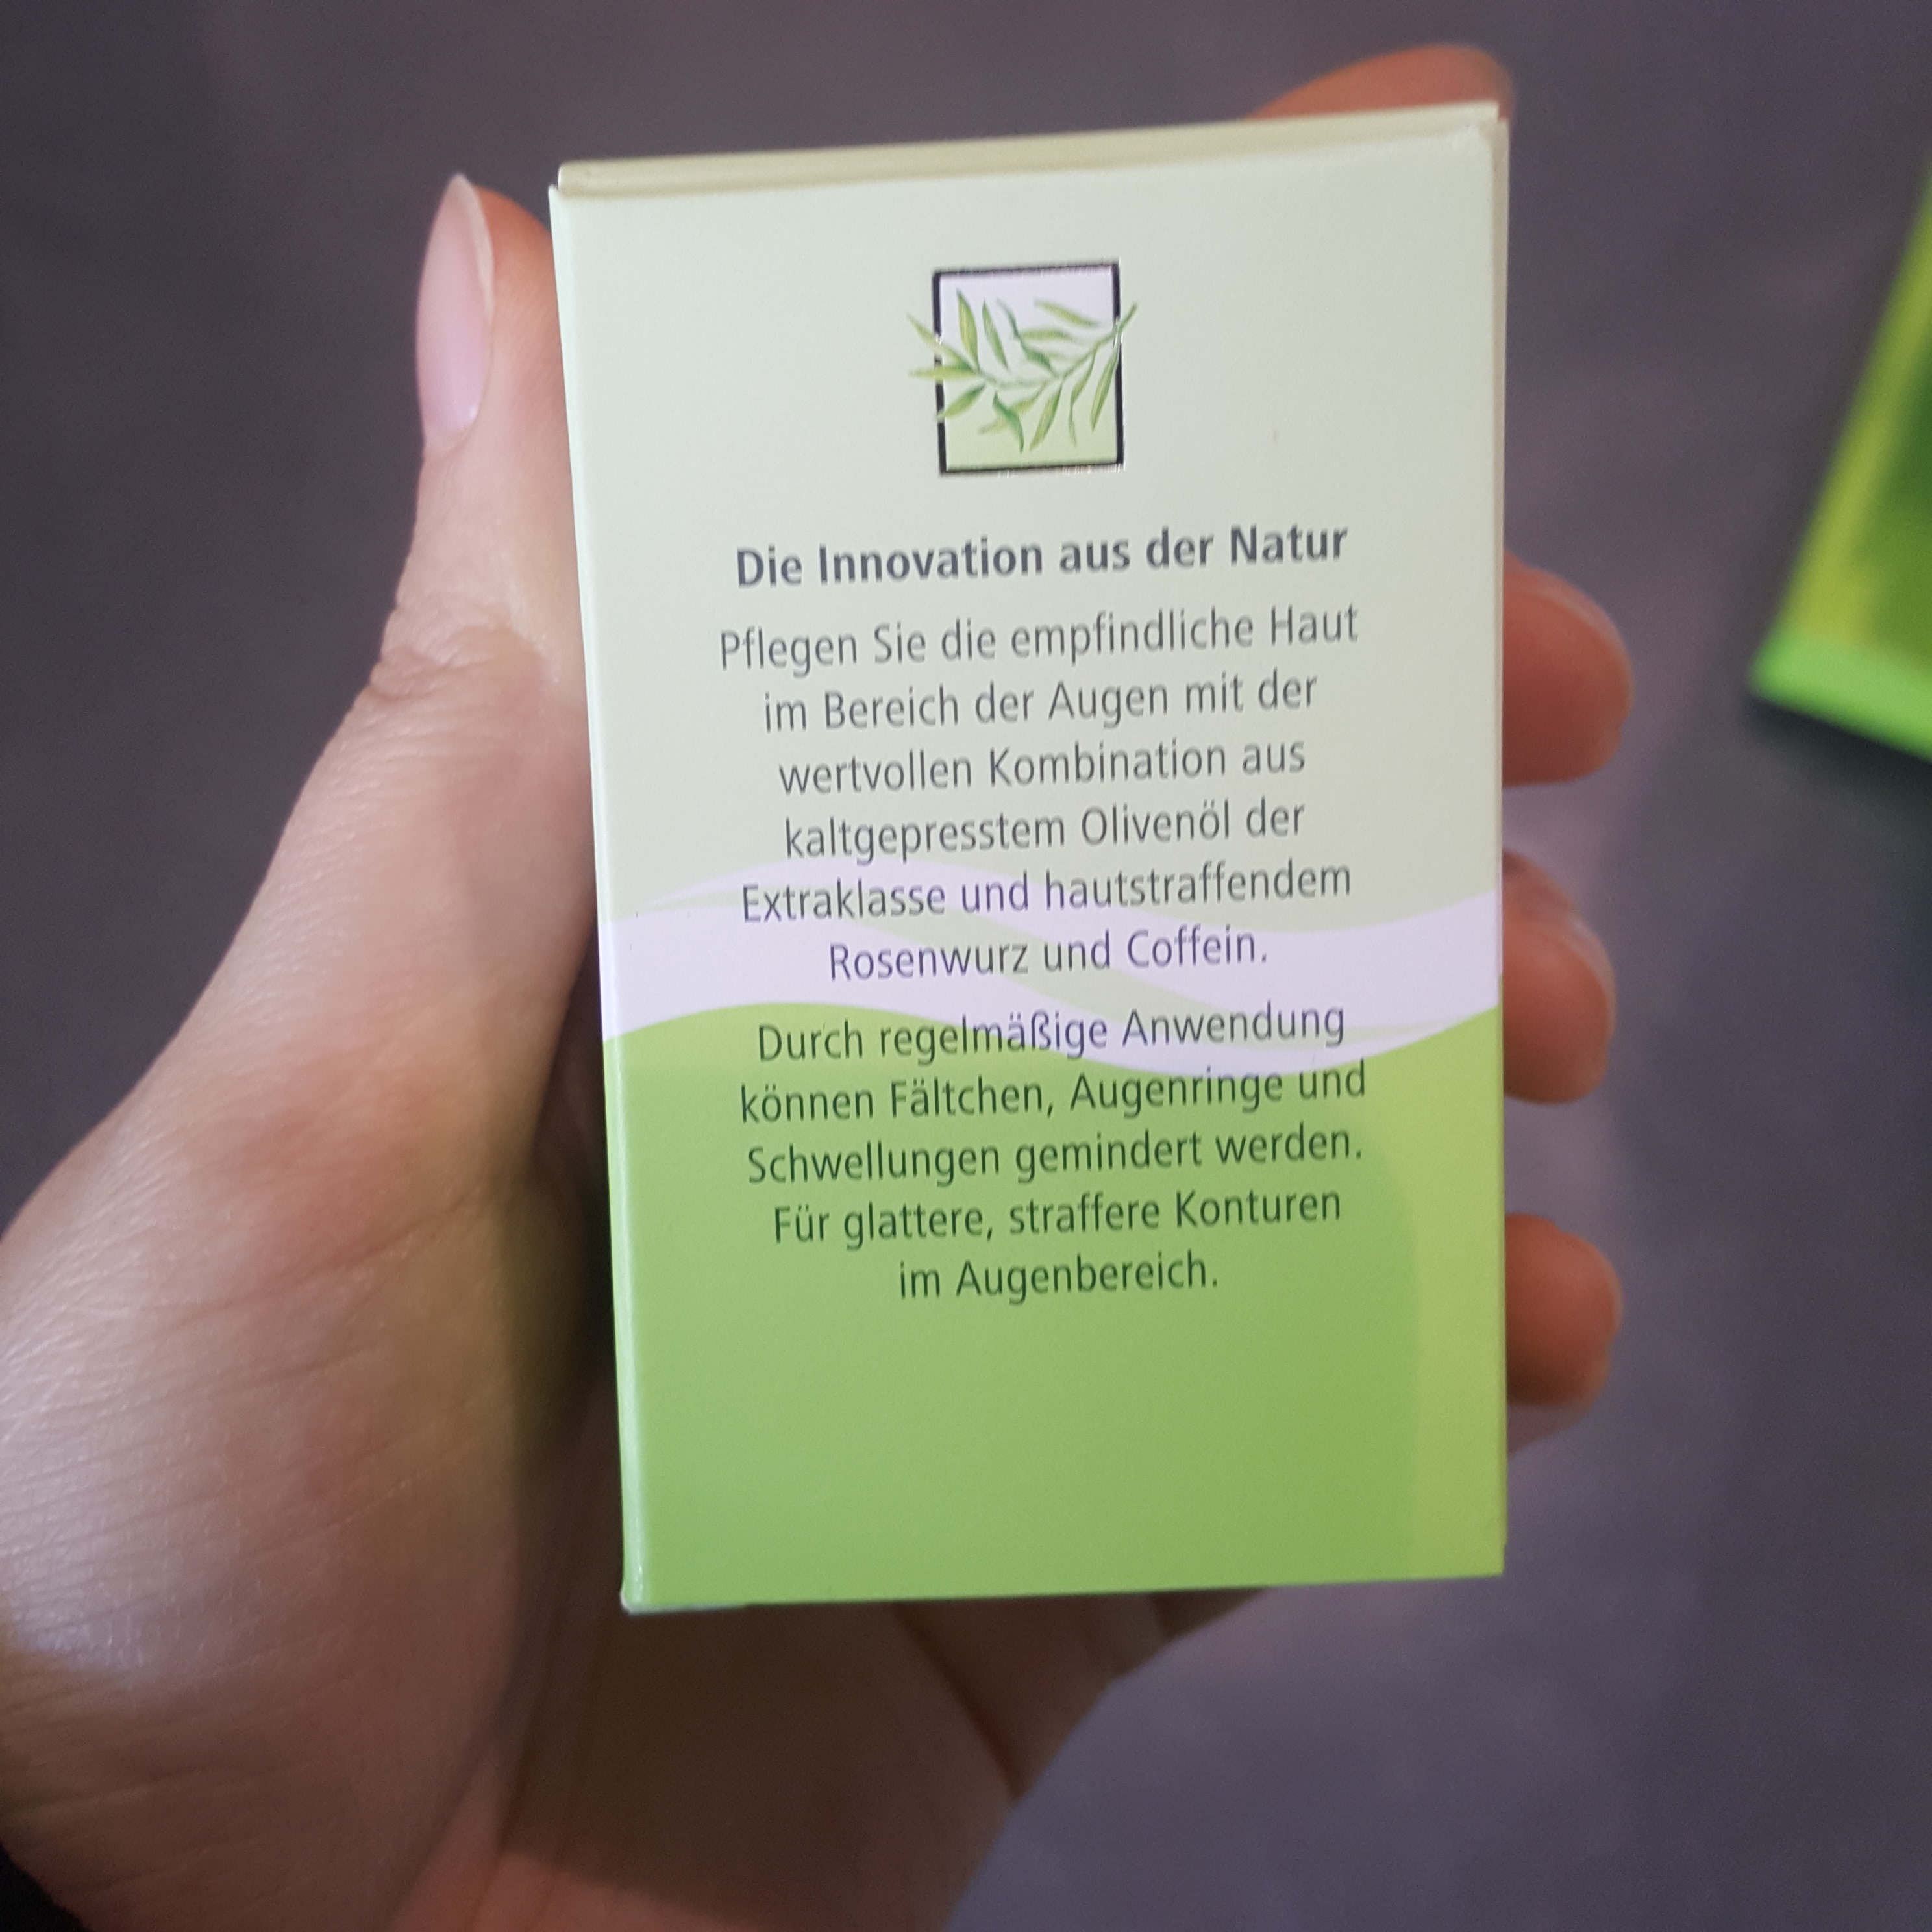 Die Innovation aus der Natur
Pflegen Sie die empfindliche Haut
im Bereich der Augen mit der
wertvollen Kombination aus
kaltgepresstem Olivenöl der
Extraklasse und hautstraffendem
Rosenwurz und Coffein.
Durch regelmäßige Anwendung
können Fältchen, Augenringe und
Schwellungen gemindert werden.
Für glattere, straffere Konturen
im Augenbereich.